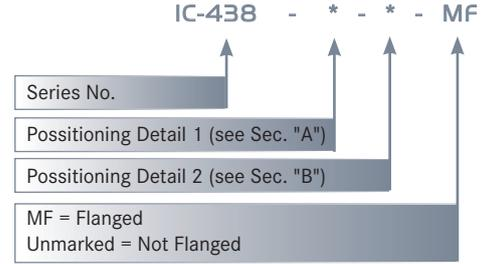 IC-438 - * - * - MF
Series No.
Possitioning Detail 1 (see Sec. "A")
Possitioning Detail 2 (see Sec. "B")
MF = Flanged
Unmarked = Not Flanged